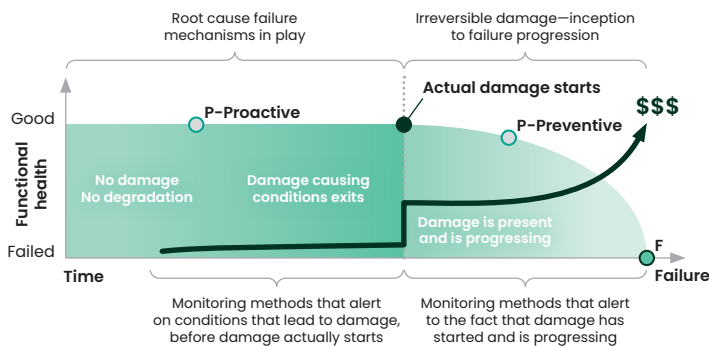 Root cause failure
mechanisms in play
Irreversible damage—inception
to failure progression
Actual damage starts
$$$
Good
P-Proactive
P-Preventive
Functional
health
No damage
No degradation
Damage causing
conditions exits
Damage is present
and is progressing
Failed
F
Time
Failure
Monitoring methods that alert
on conditions that lead to damage,
before damage actually starts
Monitoring methods that alert
to the fact that damage has
started and is progressing